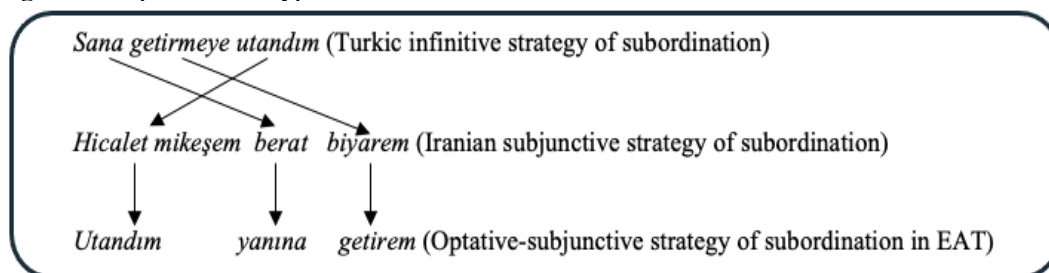 Sana getirmeye utandım (Turkic infinitive strategy of subordination)
Hicalet mikeşem berat biyarem (Iranian subjunctive strategy of subordination)
Utandım yanına getirem (Optative-subjunctive strategy of subordination in EAT)